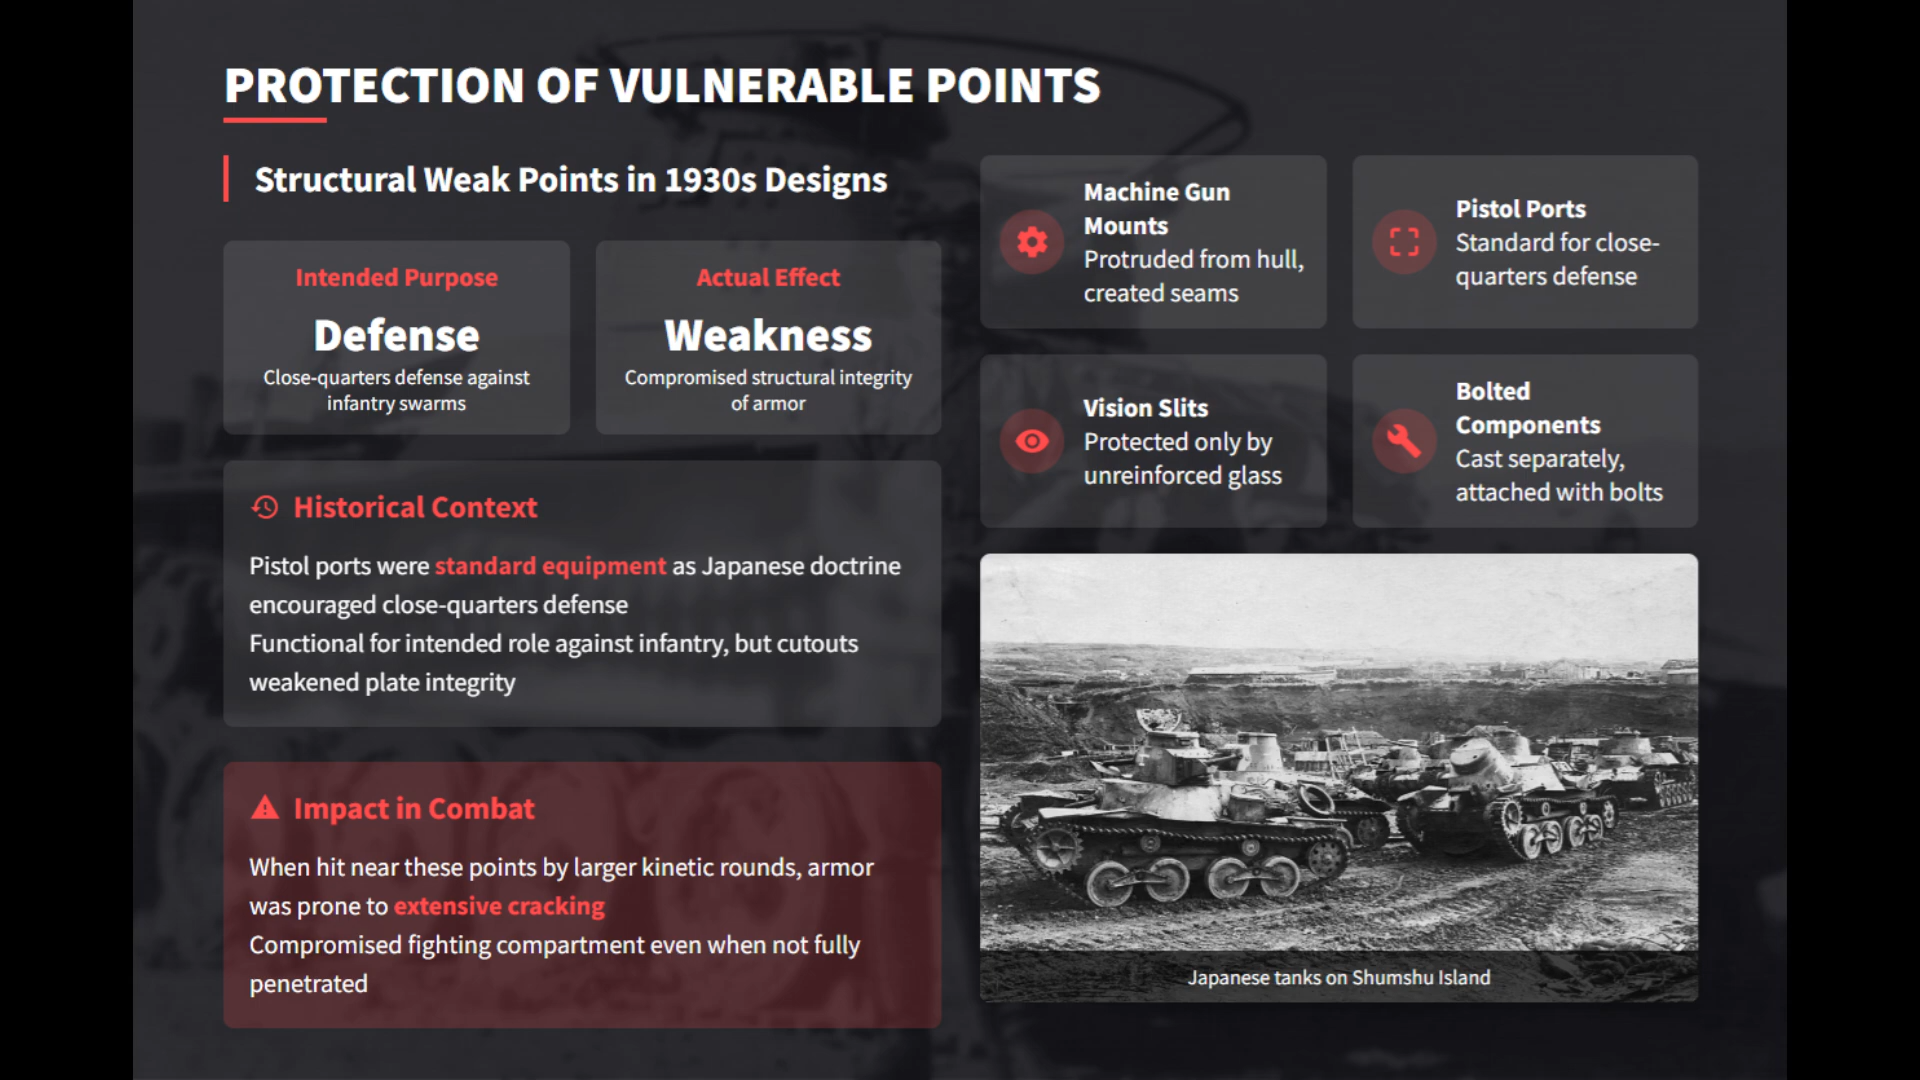 PROTECTION OF VULNERABLE POINTS
Structural Weak Points in 1930s Designs
Intended Purpose
Defense
Close-quarters defense against
infantry swarms
Actual Effect
Weakness
Compromised structural integrity
of armor
Historical Context
Pistol ports were standard equipment as Japanese doctrine
encouraged close-quarters defense
Functional for intended role against infantry, but cutouts
weakened plate integrity
Impact in Combat
When hit near these points by larger kinetic rounds, armor
was prone to extensive cracking
Compromised fighting compartment even when not fully
penetrated
Machine Gun
Mounts
Protruded from hull,
created seams
Pistol Ports
Standard for close-
quarters defense
Vision Slits
Protected only by
unreinforced glass
Bolted
Components
Cast separately,
attached with bolts
Japanese tanks on Shumshu Island